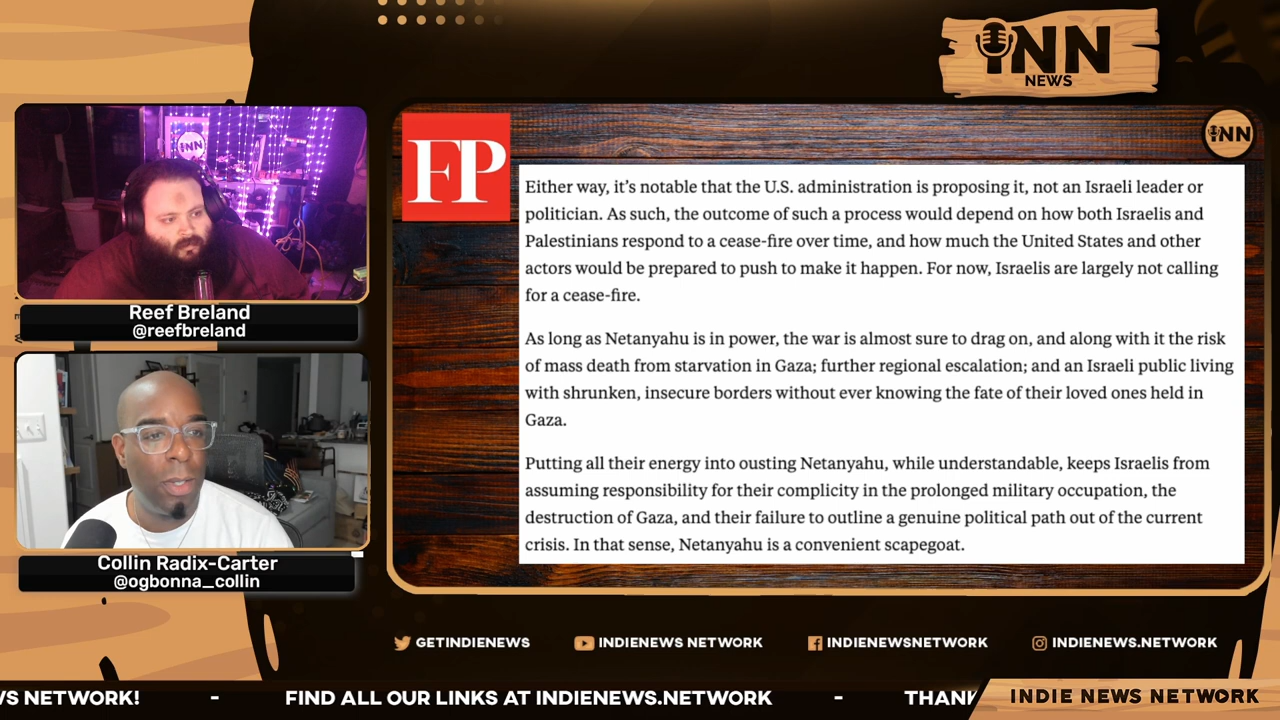 iNN
NEWS
iNN
FP
iNN
Either way, it’s notable that the U.S. administration is proposing it, not an Israeli leader or
politician. As such, the outcome of such a process would depend on how both Israelis and
Palestinians respond to a cease-fire over time, and how much the United States and other
actors would be prepared to push to make it happen. For now, Israelis are largely not calling
for a cease-fire.
As long as Netanyahu is in power, the war is almost sure to drag on, and along with it the risk
of mass death from starvation in Gaza; further regional escalation; and an Israeli public living
with shrunken, insecure borders without ever knowing the fate of their loved ones held in
Gaza.
Putting all their energy into ousting Netanyahu, while understandable, keeps Israelis from
assuming responsibility for their complicity in the prolonged military occupation, the
destruction of Gaza, and their failure to outline a genuine political path out of the current
crisis. In that sense, Netanyahu is a convenient scapegoat.
Reef Breland
@reefbreland
Collin Radix-Carter
@ogbonna_collin
GETINDIENEWS
INDIENEWS NETWORK
INDIENEWSNETWORK
INDIENEWS.NETWORK
WS NETWORK! - FIND ALL OUR LINKS AT INDIENEWS.NETWORK - THANK
INDIE NEWS NETWORK